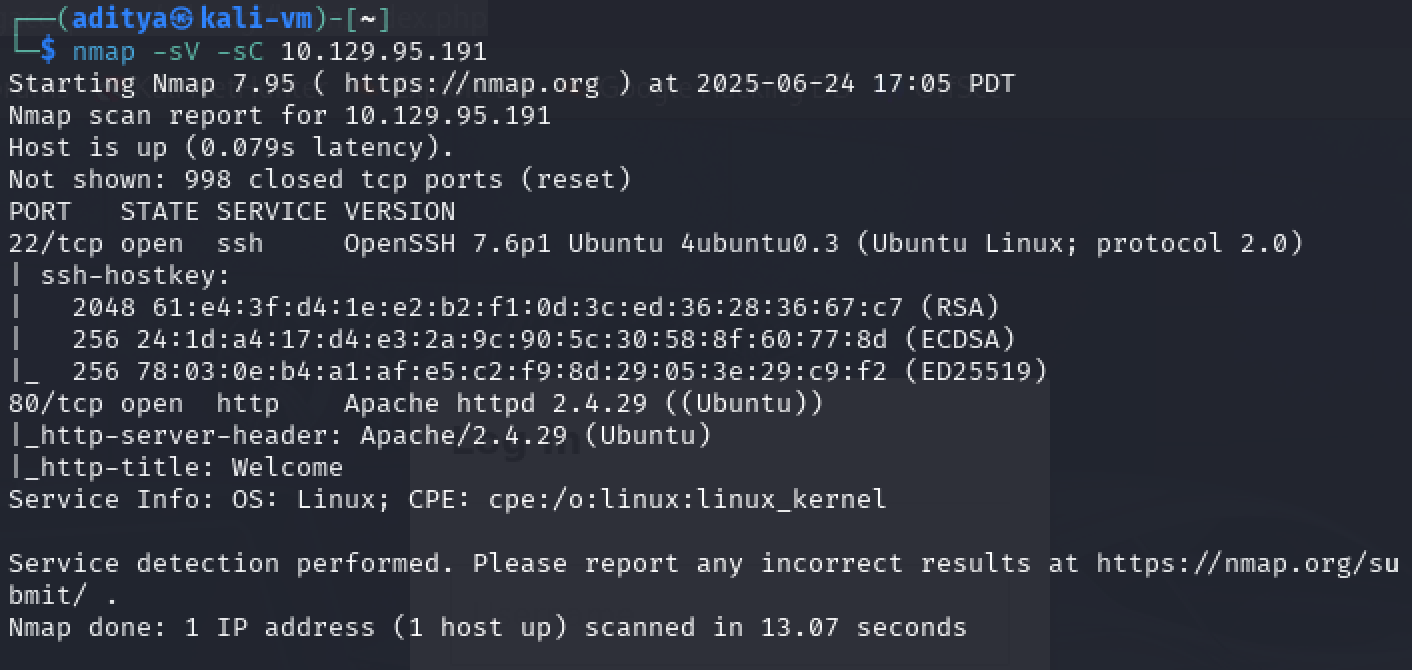 ┌──(aditya㉿kali-vm)-[~]
└─$ nmap -sV -sC 10.129.95.191
Starting Nmap 7.95 ( https://nmap.org ) at 2025-06-24 17:05 PDT
Nmap scan report for 10.129.95.191
Host is up (0.079s latency).
Not shown: 998 closed tcp ports (reset)
PORT   STATE SERVICE VERSION
22/tcp open  ssh     OpenSSH 7.6p1 Ubuntu 4ubuntu0.3 (Ubuntu Linux; protocol 2.0)
| ssh-hostkey:
|   2048 61:e4:3f:d4:1e:e2:b2:f1:0d:3c:ed:36:28:36:67:c7 (RSA)
|   256 24:1d:a4:17:d4:e3:2a:9c:90:5c:30:58:8f:60:77:8d (ECDSA)
|_  256 78:03:0e:b4:a1:af:e5:c2:f9:8d:29:05:3e:29:c9:f2 (ED25519)
80/tcp open  http    Apache httpd 2.4.29 ((Ubuntu))
|_http-server-header: Apache/2.4.29 (Ubuntu)
|_http-title: Welcome
Service Info: OS: Linux; CPE: cpe:/o:linux:linux_kernel

Service detection performed. Please report any incorrect results at https://nmap.org/su
bmit/ .
Nmap done: 1 IP address (1 host up) scanned in 13.07 seconds